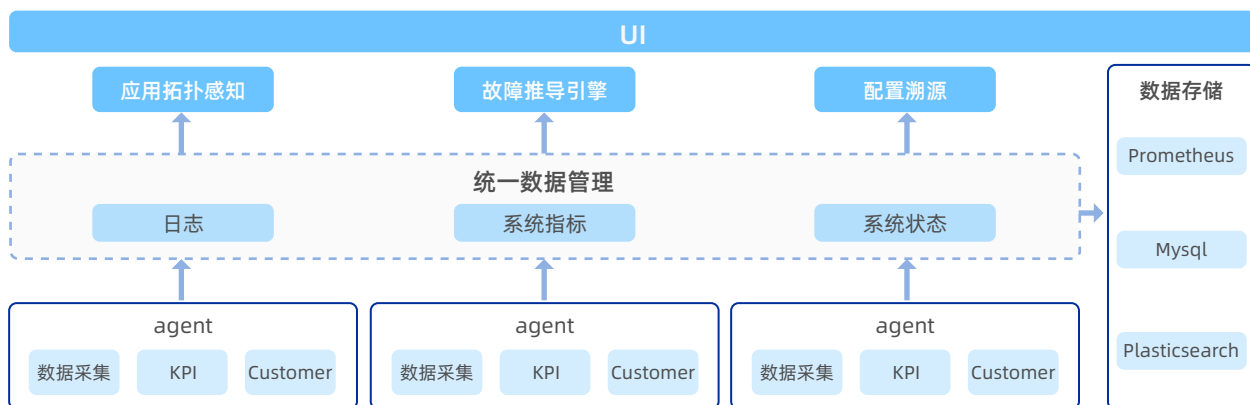 UI
应用拓扑感知
故障推导引擎
配置溯源
统一数据管理
日志
系统指标
系统状态
agent
数据采集
KPI
Customer
agent
数据采集
KPI
Customer
agent
数据采集
KPI
Customer
数据存储
Prometheus
Mysql
Plasticsearch